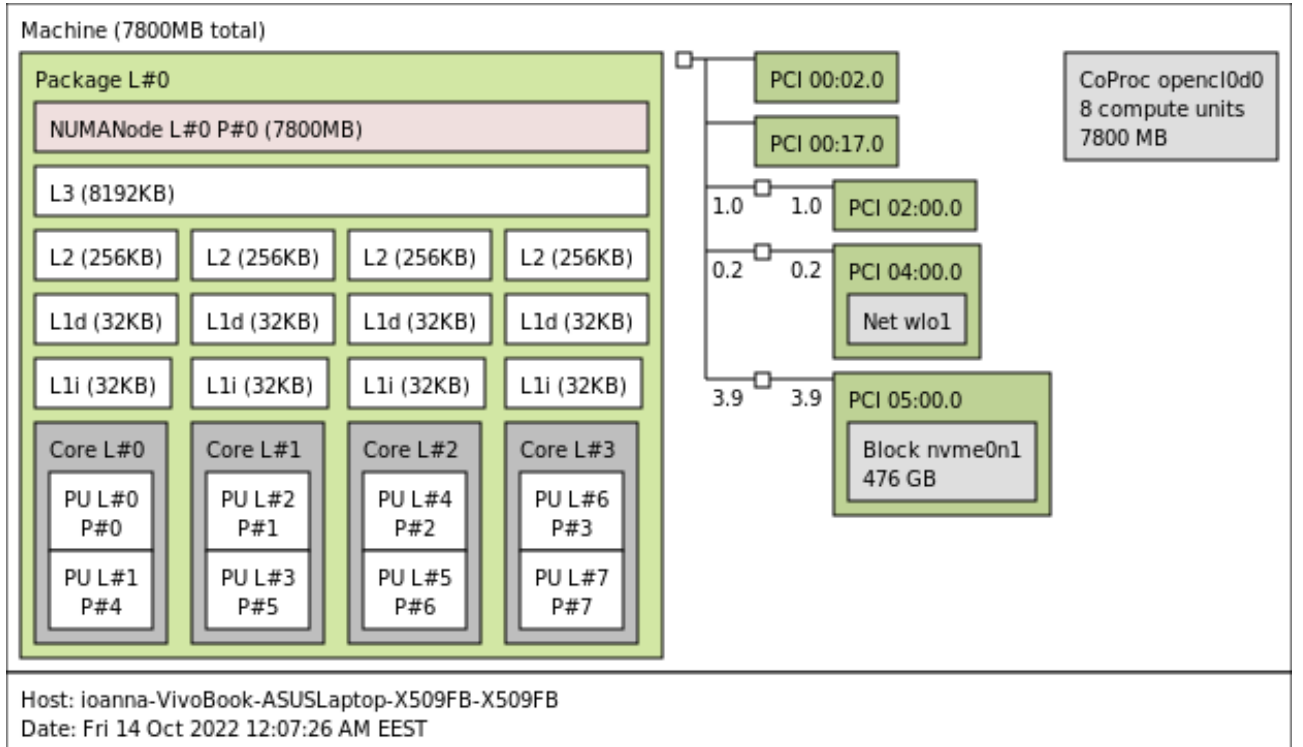 Machine (7800MB total)
Package L#0
NUMANode L#0 P#0 (7800MB)
L3 (8192KB)
L2 (256KB) L2 (256KB) L2 (256KB) L2 (256KB)
L1d (32KB) L1d (32KB) L1d (32KB) L1d (32KB)
L1i (32KB) L1i (32KB) L1i (32KB) L1i (32KB)
Core L#0 Core L#1 Core L#2 Core L#3
PU L#0 PU L#2 PU L#4 PU L#6
P#0 P#1 P#2 P#3
PU L#1 PU L#3 PU L#5 PU L#7
P#4 P#5 P#6 P#7
PCI 00:02.0
PCI 00:17.0
1.0 1.0 PCI 02:00.0
0.2 0.2 PCI 04:00.0
Net wlo1
3.9 3.9 PCI 05:00.0
Block nvme0n1
476 GB
CoProc opencl0d0
8 compute units
7800 MB
Host: ioanna-VivoBook-ASUSLaptop-X509FB-X509FB
Date: Fri 14 Oct 2022 12:07:26 AM EEST